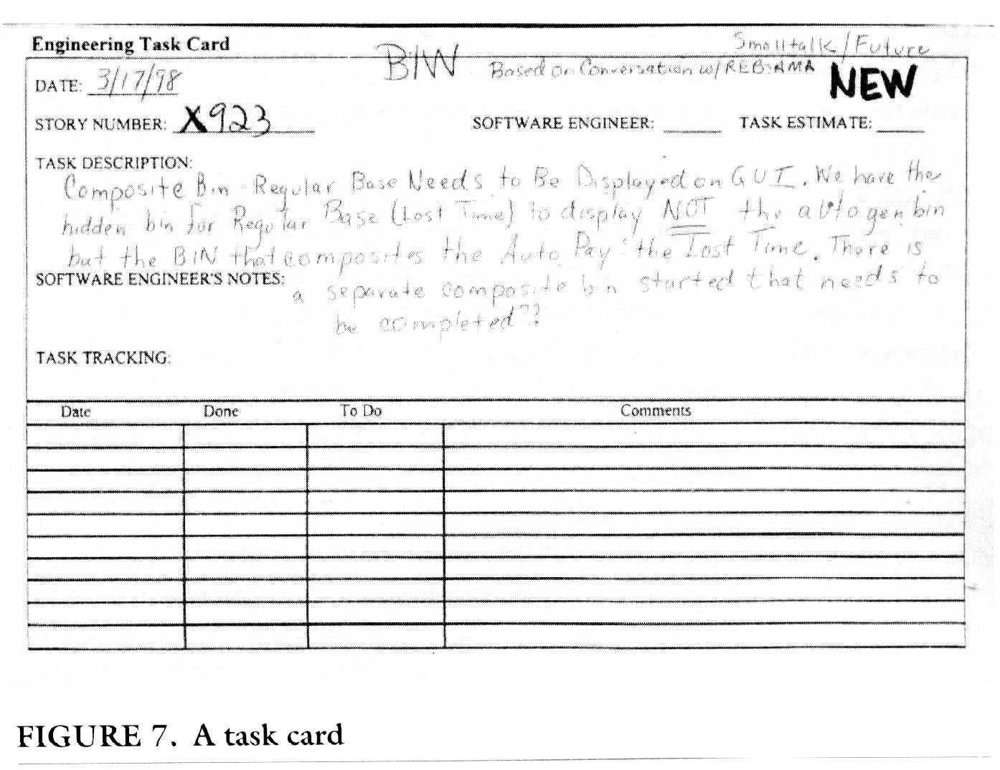 Engineering Task Card
BIW
Smalltalk/Future
Based on Conversation w/REB:AMA
NEW
DATE: 3/17/98
STORY NUMBER: X923
SOFTWARE ENGINEER:
TASK ESTIMATE:
TASK DESCRIPTION:
Composite Bin - Regular Base Needs to Be Displayed on GUI. We have the
hidden bin for Regular Base (Lost Time) to display NOT the auto gen bin
but the BIN that composites the Auto Pay : the Lost Time. There is
SOFTWARE ENGINEER'S NOTES:
a separate composite bin started that needs to
be completed??
TASK TRACKING:
Date Done To Do Comments
FIGURE 7. A task card